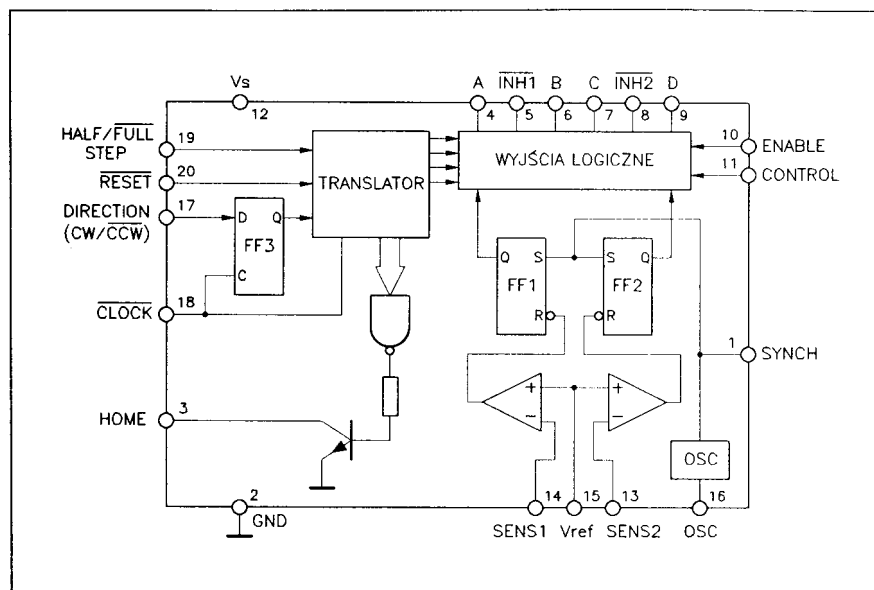 Vs
12
A
INH1
B
C
INH2
D
4
5
6
7
8
9
HALF/FULL
STEP
19
RESET
20
DIRECTION
(CW/CCW)
17
CLOCK
18
HOME
3
TRANSLATOR
WYJŚCIA LOGICZNE
10
ENABLE
11
CONTROL
D
Q
FF3
C
Q
S
FF1
R
S
Q
FF2
R
1
SYNCH
+
−
+
−
OSC
2
GND
14
15
13
16
SENS1
Vref
SENS2
OSC